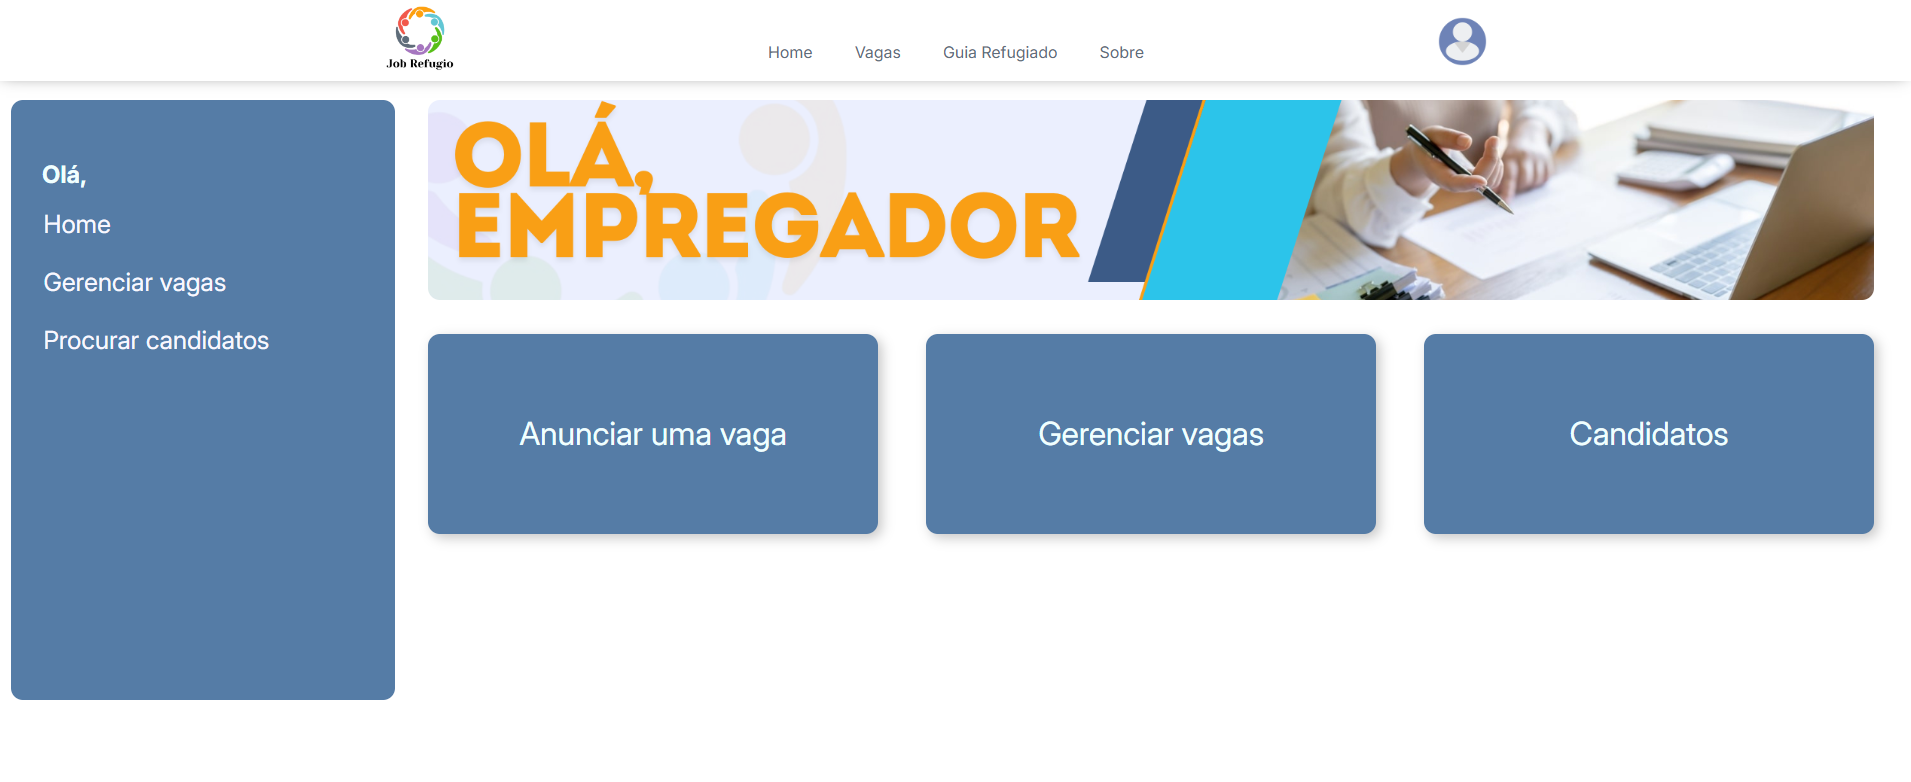 Job Refugio
Home
Vagas
Guia Refugiado
Sobre
Olá,
Home
Gerenciar vagas
Procurar candidatos
OLÁ,
EMPREGADOR
Anunciar uma vaga
Gerenciar vagas
Candidatos